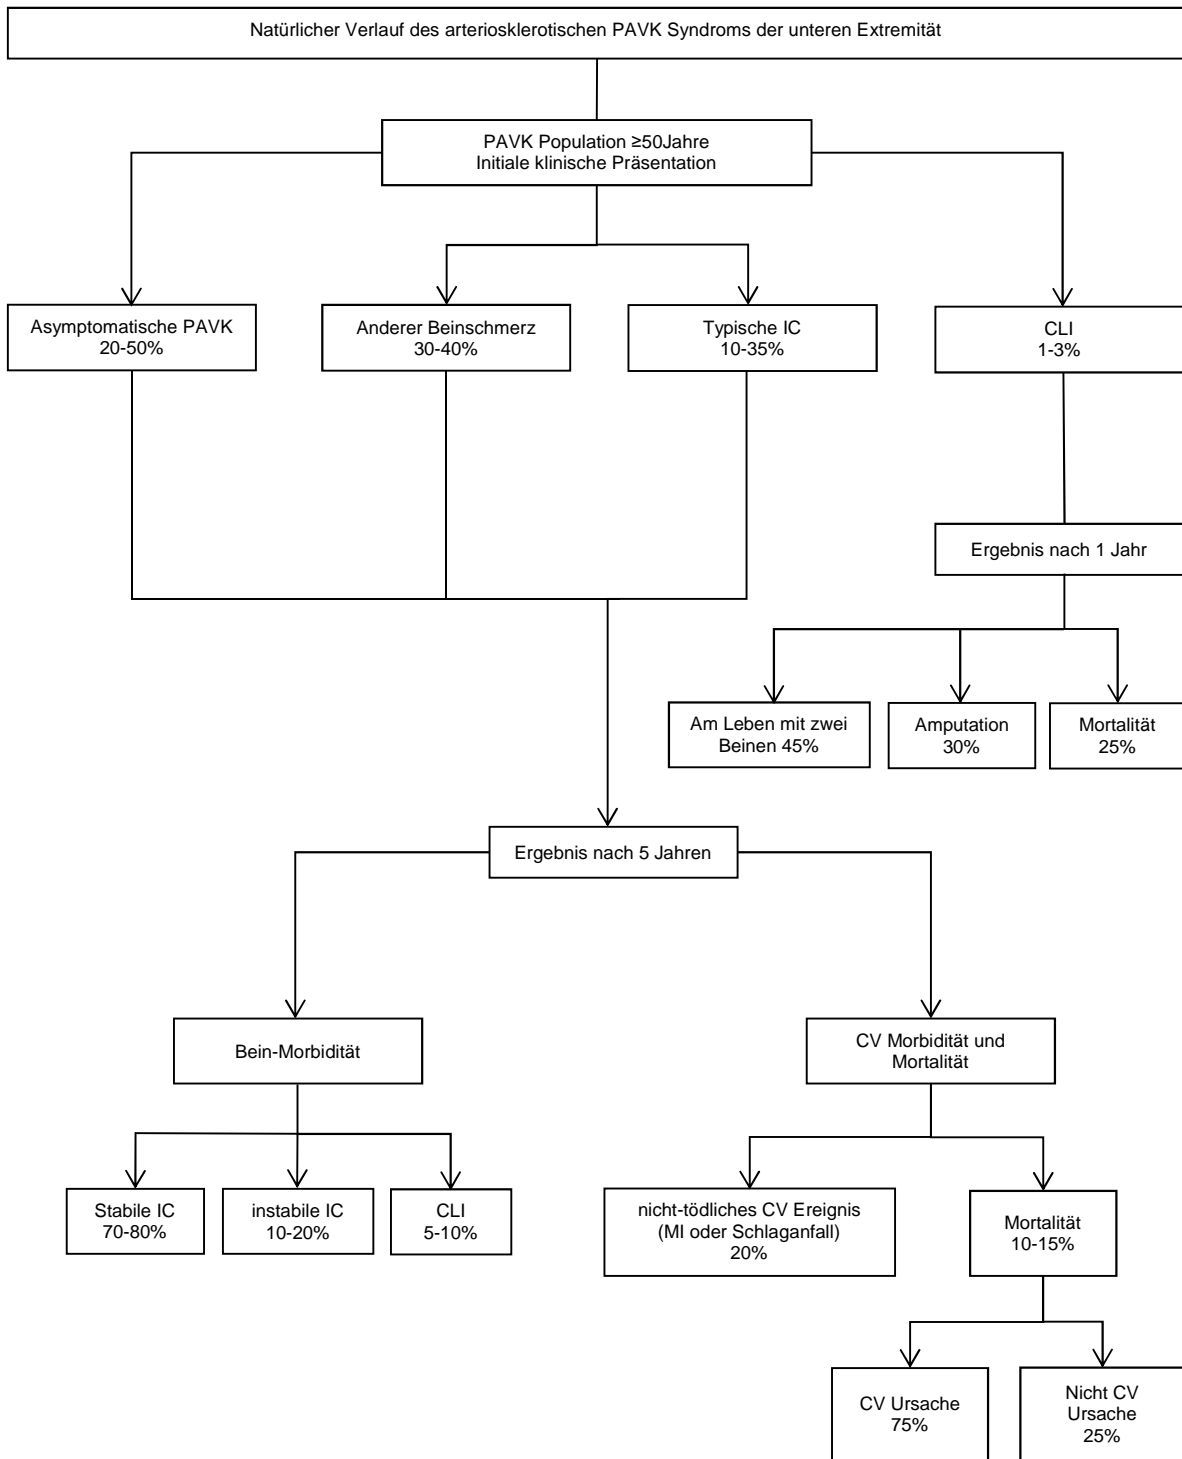 Natürlicher Verlauf des arteriosklerotischen PAVK Syndroms der unteren Extremität
PAVK Population ≥50Jahre
Initiale klinische Präsentation
Asymptomatische PAVK
20-50%
Anderer Beinschmerz
30-40%
Typische IC
10-35%
CLI
1-3%
Ergebnis nach 1 Jahr
Am Leben mit zwei
Beinen 45%
Amputation
30%
Mortalität
25%
Ergebnis nach 5 Jahren
Bein-Morbidität
CV Morbidität und
Mortalität
Stabile IC
70-80%
instabile IC
10-20%
CLI
5-10%
nicht-tödliches CV Ereignis
(MI oder Schlaganfall)
20%
Mortalität
10-15%
CV Ursache
75%
Nicht CV
Ursache
25%